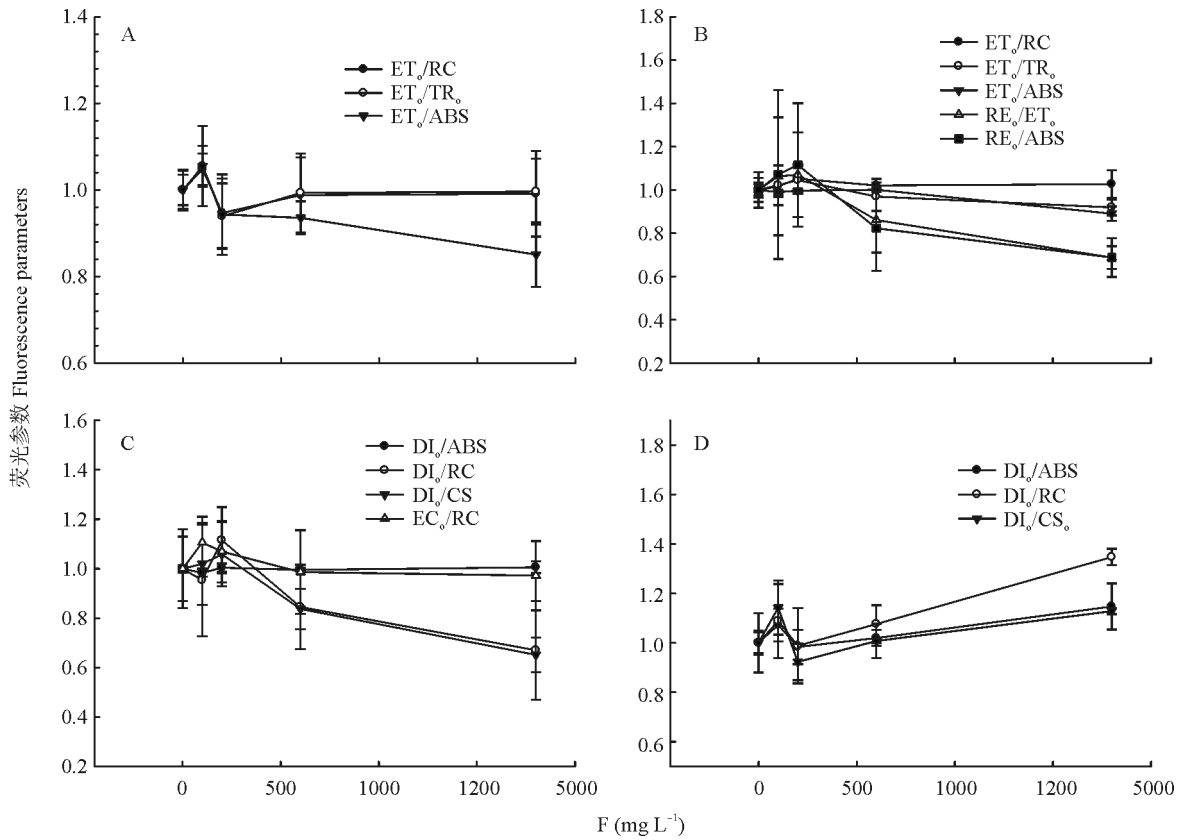 1.4
A
1.2
ETo/RC
ETo/TRo
ETo/ABS
1.0
0.8
0.6
1.8
B
1.6
1.4
1.2
1.0
0.8
0.6
0.4
0.2
ETo/RC
ETo/TRo
ETo/ABS
REo/ETo
REo/ABS
荧光参数 Fluorescence parameters
1.6
C
1.4
1.2
1.0
0.8
0.6
0.4
0.2
DIo/ABS
DIo/RC
DIo/CS
ECo/RC
0 500 1000 1200 5000
D
1.8
1.6
1.4
1.2
1.0
0.8
0.6
DIo/ABS
DIo/RC
DIo/CSo
0 500 1000 1200 5000
F (mg L⁻¹)